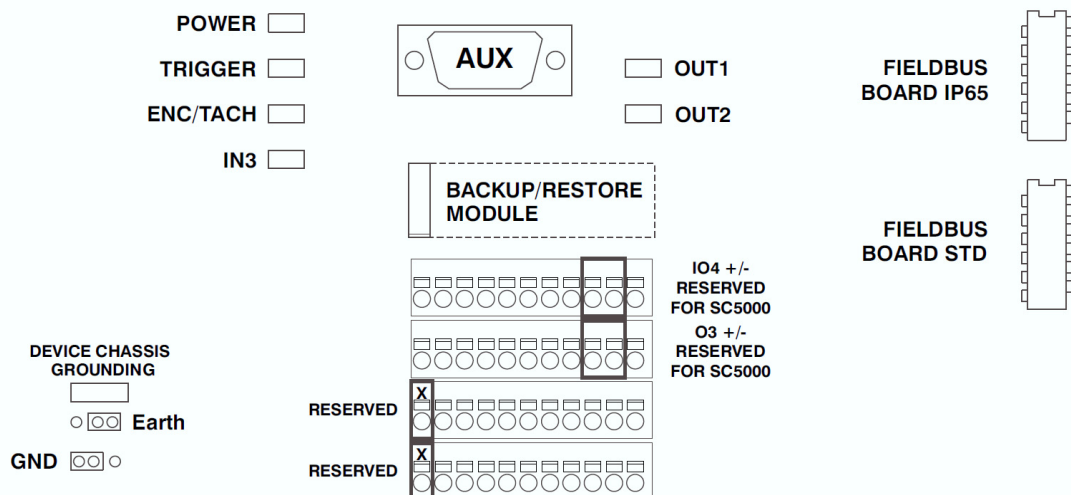 POWER
TRIGGER
ENC/TACH
IN3
AUX
OUT1
OUT2
FIELDBUS
BOARD IP65
BACKUP/RESTORE
MODULE
FIELDBUS
BOARD STD
IO4 +/-
RESERVED
FOR SC5000
O3 +/-
RESERVED
FOR SC5000
DEVICE CHASSIS
GROUNDING
Earth
GND
RESERVED
X
RESERVED
X